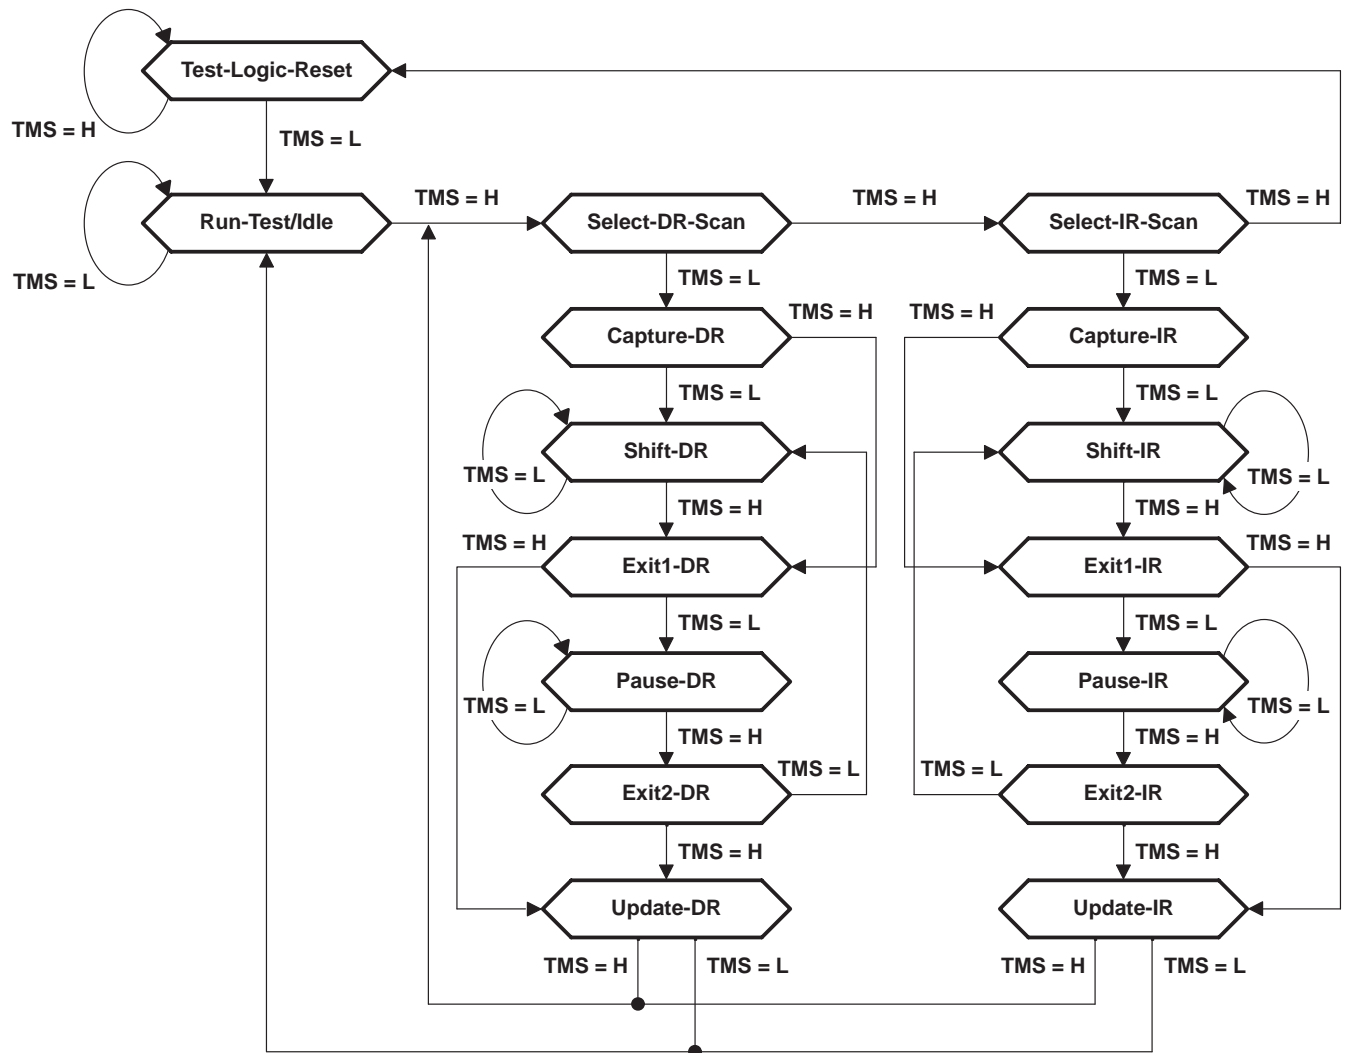 Test-Logic-Reset
TMS = H
TMS = L
Run-Test/Idle
TMS = H
Select-DR-Scan
TMS = H
Select-IR-Scan
TMS = H
TMS = L
TMS = L
TMS = L
Capture-DR
TMS = H
TMS = H
Capture-IR
TMS = L
TMS = L
Shift-DR
Shift-IR
TMS = L
TMS = L
TMS = H
TMS = H
TMS = H
Exit1-DR
Exit1-IR
TMS = H
TMS = L
TMS = L
Pause-DR
Pause-IR
TMS = L
TMS = L
TMS = H
TMS = H
Exit2-DR
TMS = L
TMS = L
Exit2-IR
TMS = H
TMS = H
Update-DR
Update-IR
TMS = H
TMS = L
TMS = H
TMS = L